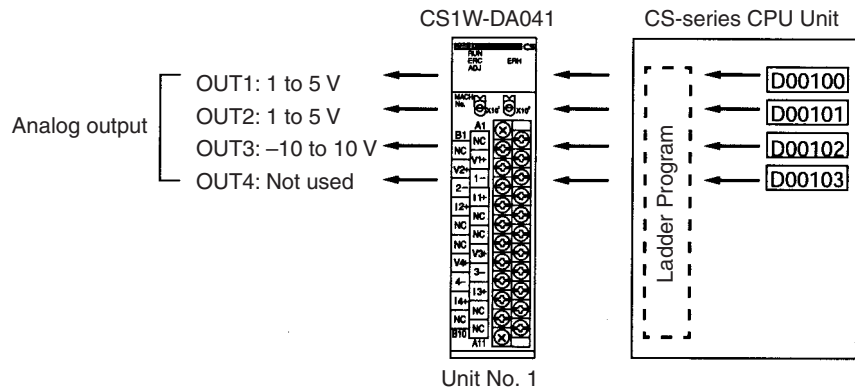 CS1W-DA041
CS-series CPU Unit
Analog output
OUT1: 1 to 5 V
OUT2: 1 to 5 V
OUT3: –10 to 10 V
OUT4: Not used
CS
RUN
ERC
ADJ
ERH
MACH
No.
X10¹
X10⁰
A1
B1
NC
NC
V1+
V2+
1–
2–
I1+
I2+
NC
NC
NC
NC
V3+
V4+
3–
4–
I3+
I4+
NC
NC
NC
B10
A11
Unit No. 1
Ladder Program
D00100
D00101
D00102
D00103